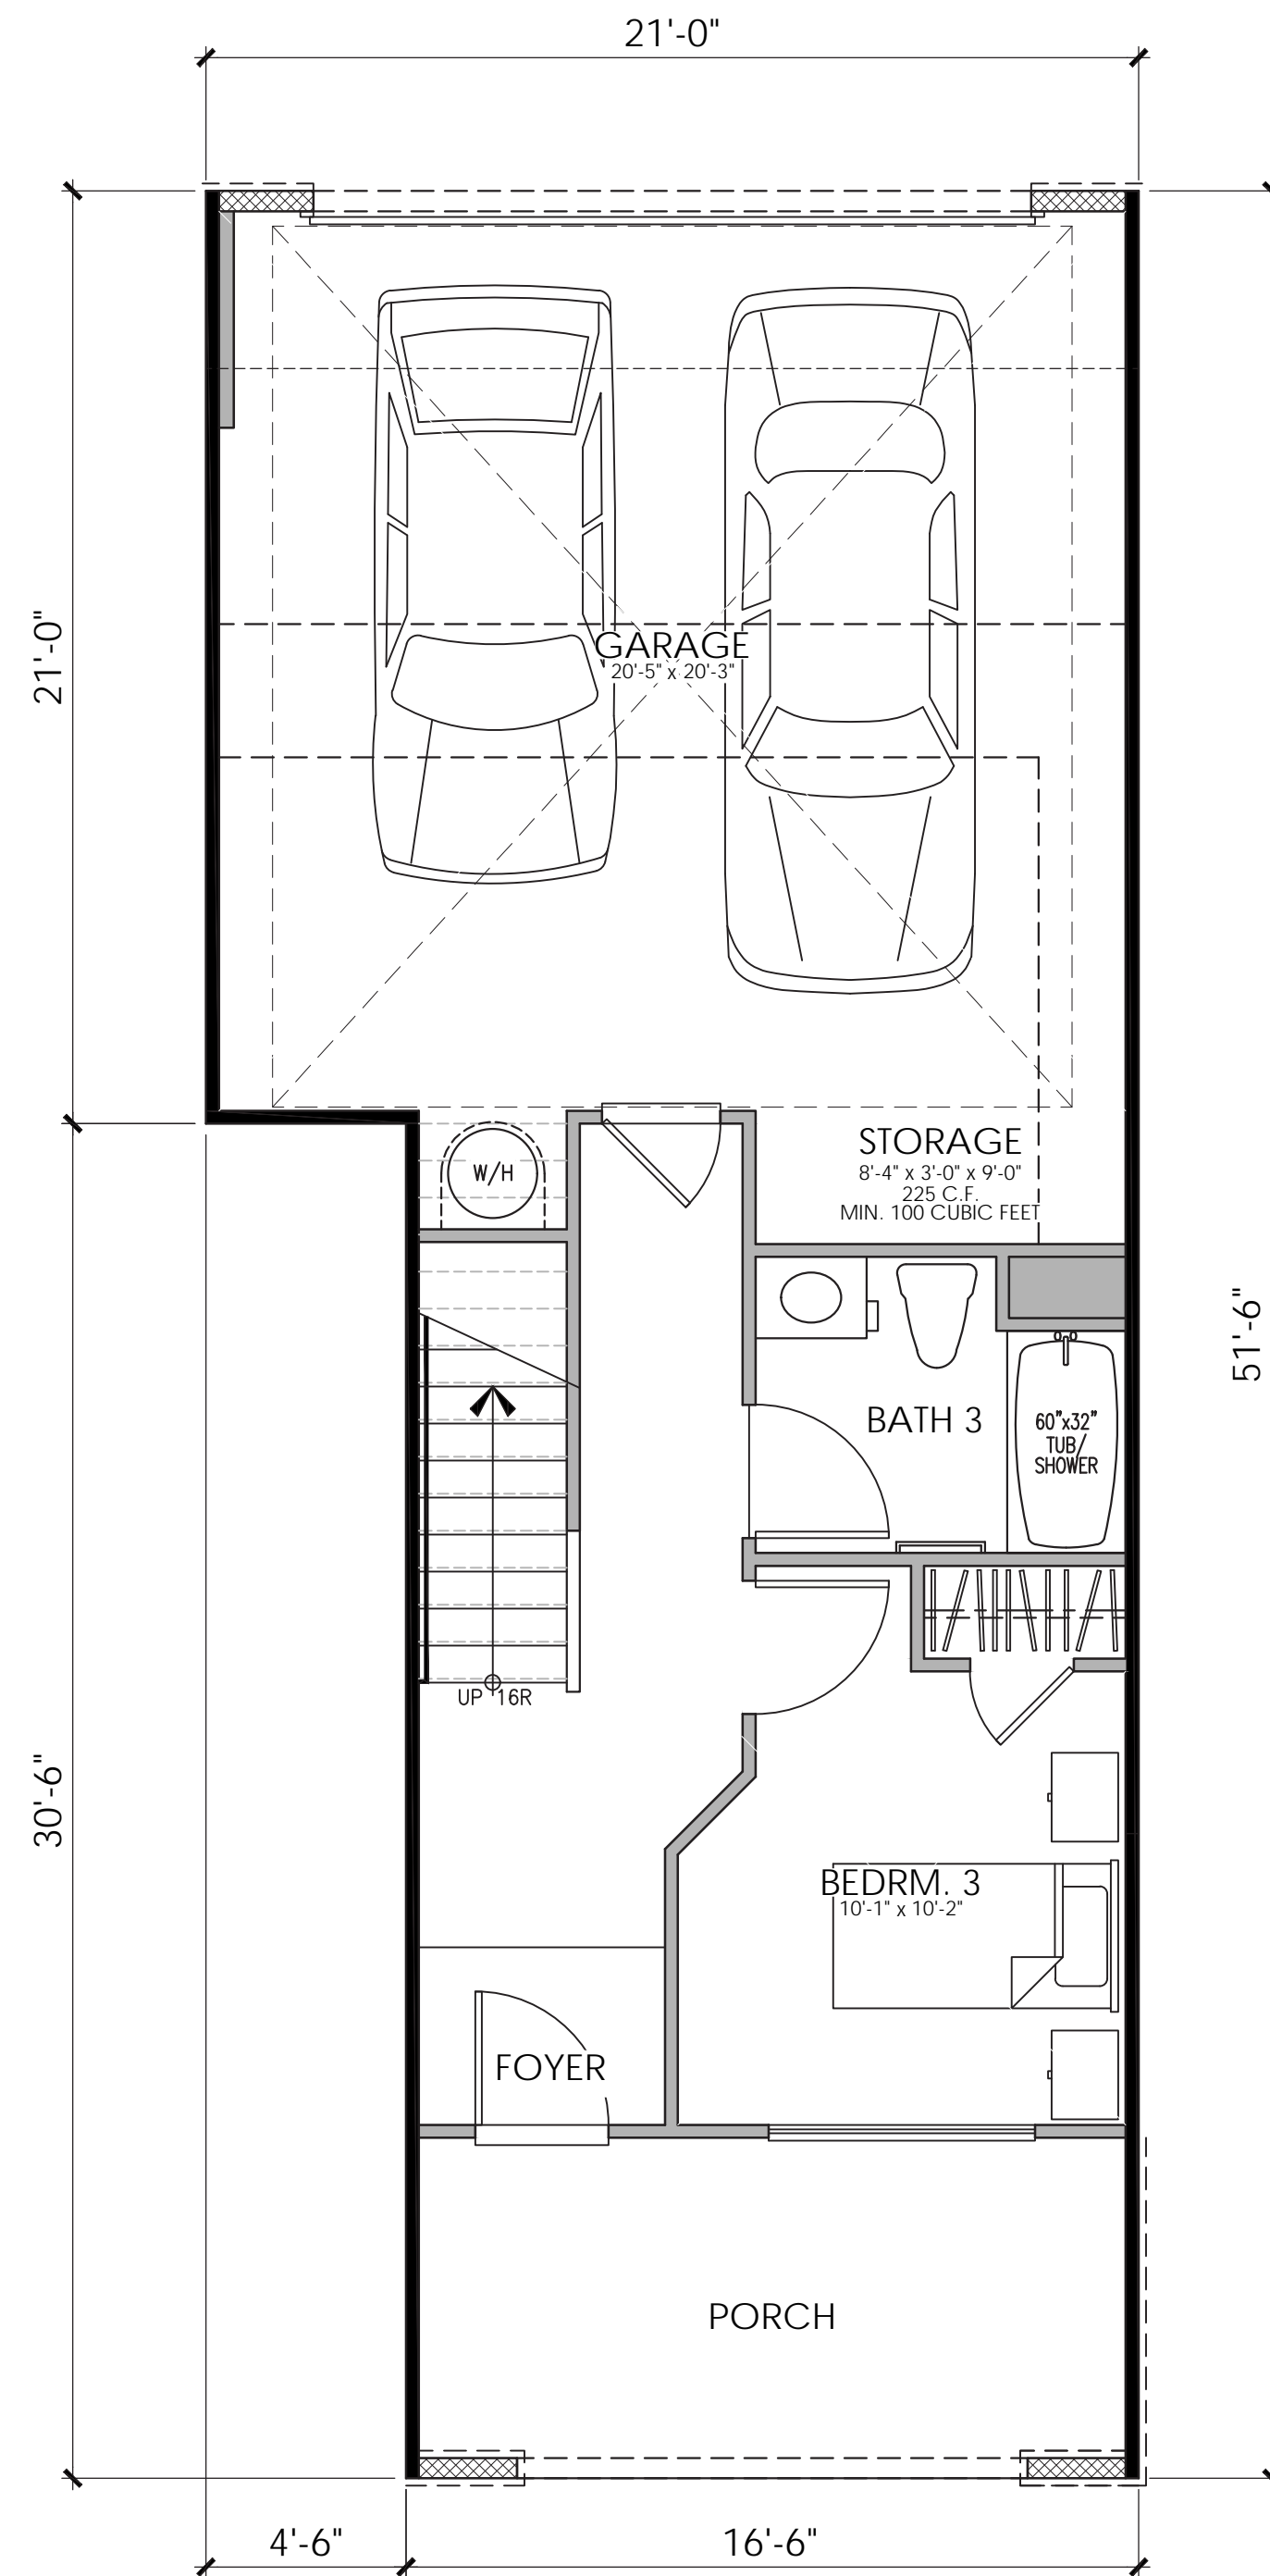 21'-0"
21'-0"
GARAGE
20'-5" x 20'-3"
STORAGE
8'-4" x 3'-0" x 9'-0"
225 C.F.
MIN. 100 CUBIC FEET
W/H
51'-6"
BATH 3
60"x32"
TUB/
SHOWER
UP 16R
30'-6"
BEDRM. 3
10'-1" x 10'-2"
FOYER
PORCH
4'-6"
16'-6"